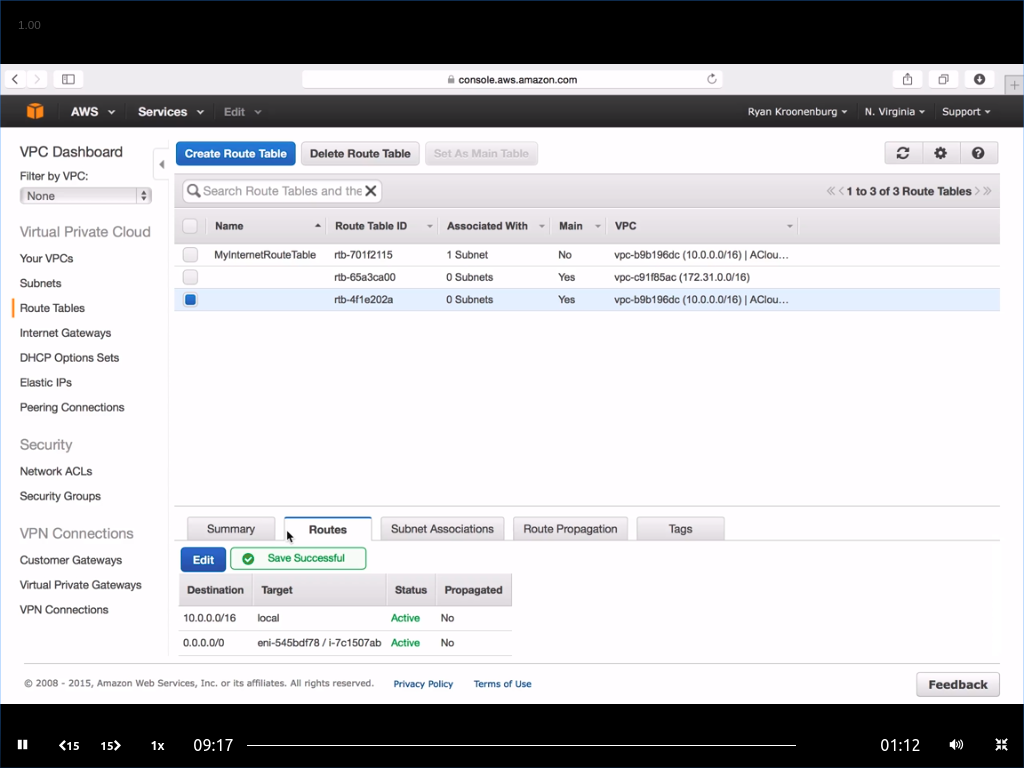 1.00
console.aws.amazon.com
AWS Services Edit Ryan Kroonenburg N. Virginia Support
VPC Dashboard
Filter by VPC:
None
Virtual Private Cloud
Your VPCs
Subnets
Route Tables
Internet Gateways
DHCP Options Sets
Elastic IPs
Peering Connections
Security
Network ACLs
Security Groups
VPN Connections
Customer Gateways
Virtual Private Gateways
VPN Connections
Create Route Table Delete Route Table Set As Main Table
Search Route Tables and the 1 to 3 of 3 Route Tables
Name Route Table ID Associated With Main VPC
MyInternetRouteTable rtb-701f2115 1 Subnet No vpc-b9b196dc (10.0.0.0/16) | AClou...
rtb-65a3ca00 0 Subnets Yes vpc-c91f85ac (172.31.0.0/16)
rtb-4f1e202a 0 Subnets Yes vpc-b9b196dc (10.0.0.0/16) | AClou...
Summary Routes Subnet Associations Route Propagation Tags
Edit Save Successful
Destination Target Status Propagated
10.0.0.0/16 local Active No
0.0.0.0/0 eni-545bdf78 / i-7c1507ab Active No
© 2008 - 2015, Amazon Web Services, Inc. or its affiliates. All rights reserved. Privacy Policy Terms of Use
Feedback
15 15 1x 09:17 01:12